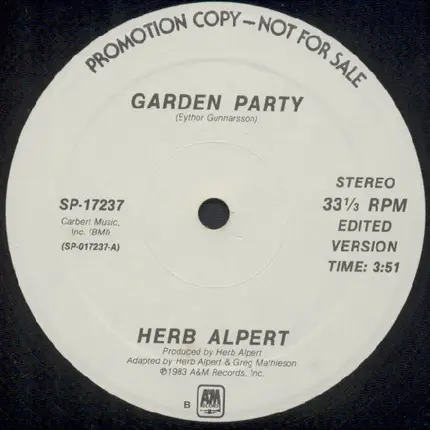 PROMOTION COPY—NOT FOR SALE
GARDEN PARTY
(Eythor Gunnarsson)
SP-17237
Carbert Music,
Inc. (BMI)
(SP-017237-A)
STEREO
33⅓ RPM
EDITED
VERSION
TIME: 3:51
HERB ALPERT
Produced by Herb Alpert
Adapted by Herb Alpert & Greg Mathieson
℗1983 A&M Records, Inc.
B
A&M
RECORDS